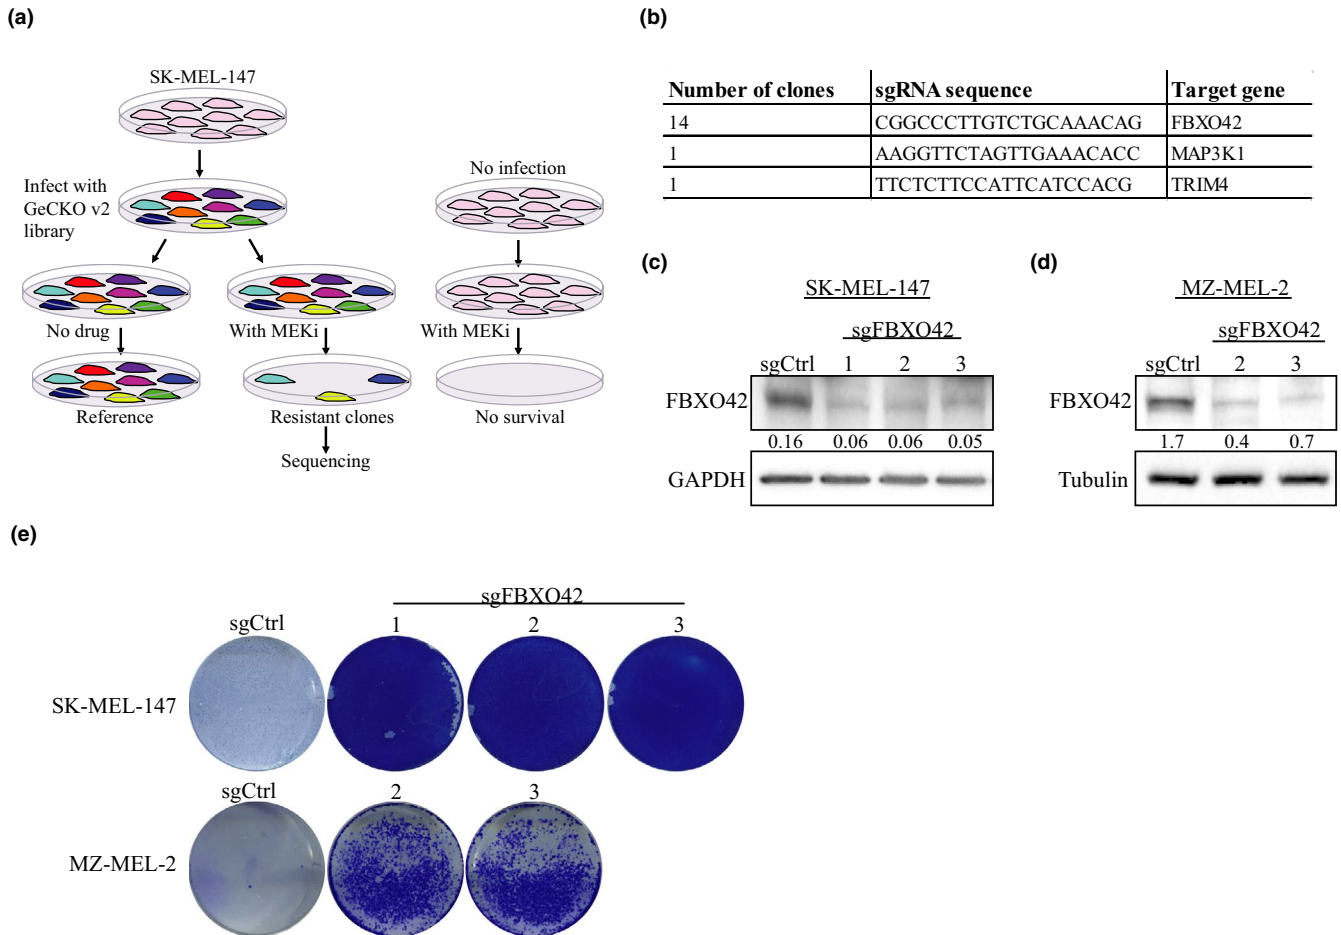 (a)
SK-MEL-147
Infect with
GeCKO v2
library
No infection
No drug
With MEKi
With MEKi
Reference
Resistant clones
No survival
Sequencing
(b)
Number of clones sgRNA sequence Target gene
14 CGGCCCTTGTCTGCAAACAG FBXO42
1 AAGGTTCTAGTTGAAACACC MAP3K1
1 TTCTCTTCCATTCATCCACG TRIM4
(c)
SK-MEL-147
sgFBXO42
sgCtrl 1 2 3
FBXO42
0.16 0.06 0.06 0.05
GAPDH
(d)
MZ-MEL-2
sgFBXO42
sgCtrl 2 3
FBXO42
1.7 0.4 0.7
Tubulin
(e)
sgFBXO42
sgCtrl 1 2 3
SK-MEL-147
sgCtrl 2 3
MZ-MEL-2